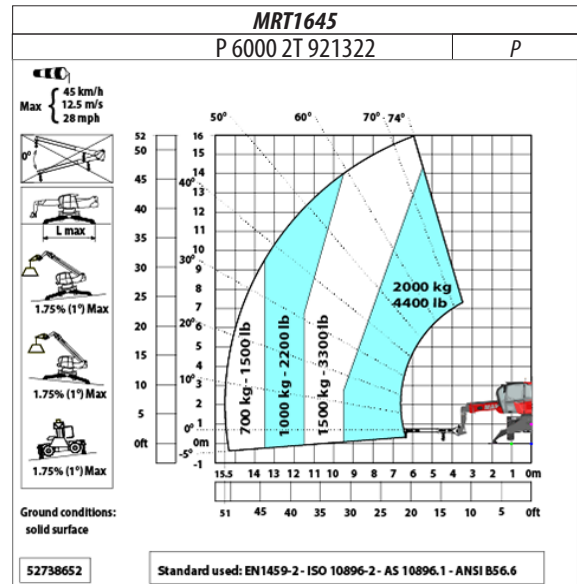 MRT1645
P 6000 2T 921322 P
Max { 45 km/h
12.5 m/s
28 mph
0°
L max
1.75% (1°) Max
1.75% (1°) Max
1.75% (1°) Max
Ground conditions:
solid surface
52738652
52
50
45
40
35
30
25
20
15
10
5
0ft
16
15
14
13
12
11
10
9
8
7
6
5
4
3
2
1
0m
-1
50°
60°
70°
74°
40°
30°
20°
10°
0°
-5°
700 kg - 1500 lb
1000 kg - 2200 lb
1500 kg - 3300 lb
2000 kg
4400 lb
15.5 14 13 12 11 10 9 8 7 6 5 4 3 2 1 0m
51 45 40 35 30 25 20 15 10 5 0ft
Standard used: EN1459-2 - ISO 10896-2 - AS 10896.1 - ANSI B56.6